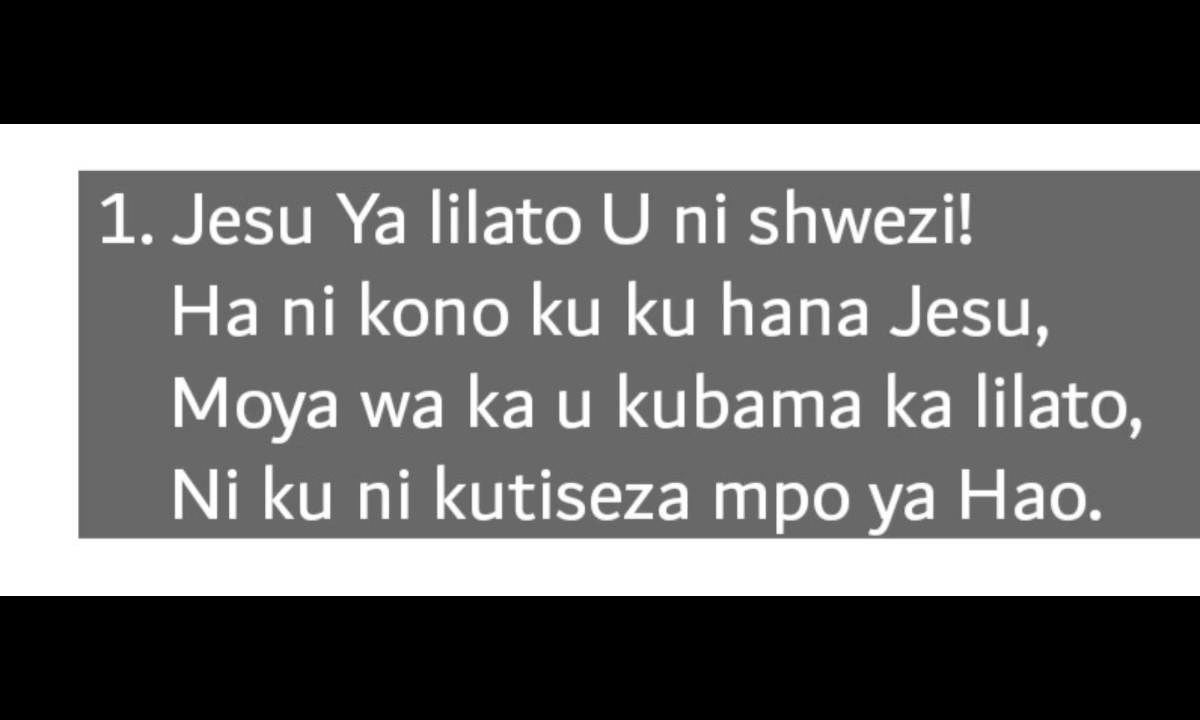 1. Jesu Ya lilato U ni shwezi!
Ha ni kono ku ku hana Jesu,
Moya wa ka u kubama ka lilato,
Ni ku ni kutiseza mpo ya Hao.